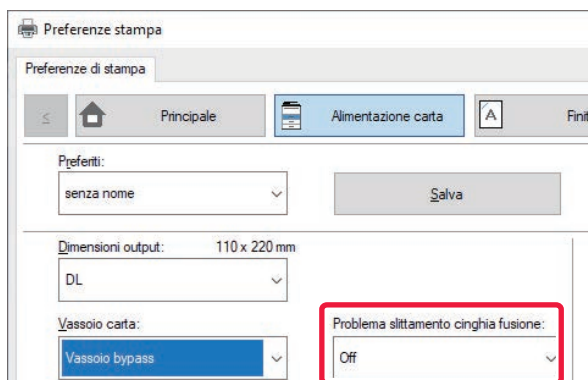 Preferenze stampa
Preferenze di stampa
< Principale Alimentazione carta A
Preferiti:
senza nome Salva
Dimensioni output: 110 x 220 mm
DL
Vassoio carta: Problema slittamento cinghia fusione:
Vassoio bypass Off